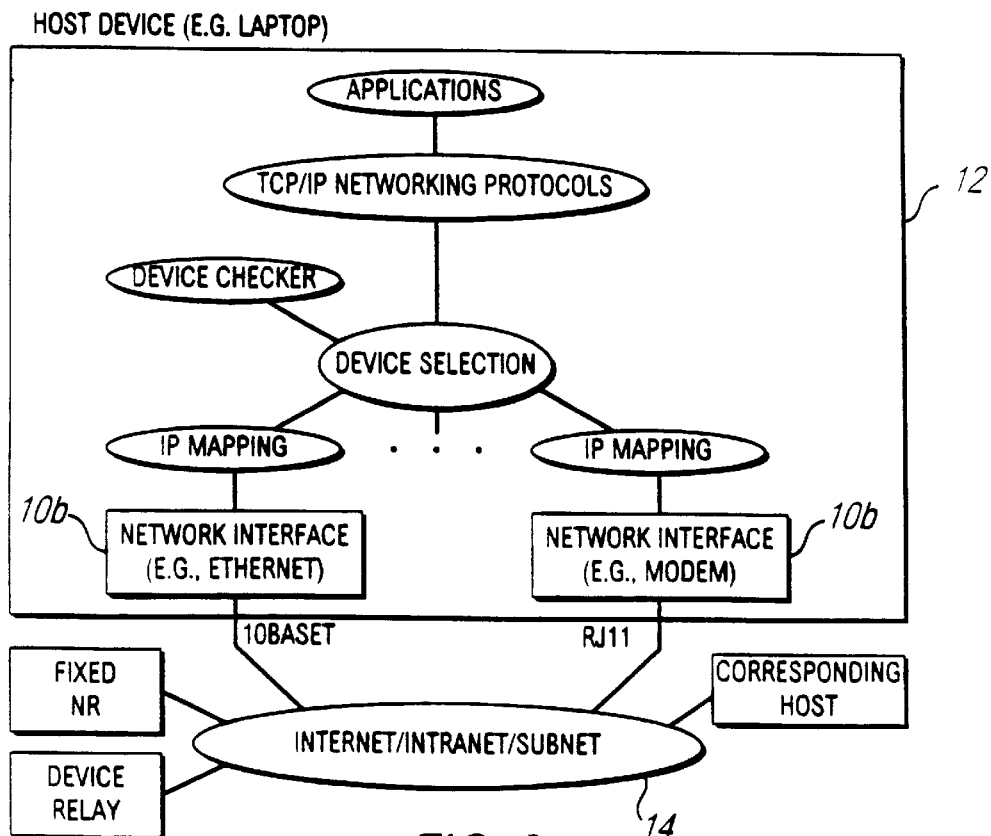 HOST DEVICE (E.G. LAPTOP)
APPLICATIONS
TCP/IP NETWORKING PROTOCOLS
12
DEVICE CHECKER
DEVICE SELECTION
IP MAPPING
. . .
IP MAPPING
10b
NETWORK INTERFACE
(E.G., ETHERNET)
NETWORK INTERFACE
(E.G., MODEM)
10b
10BASET
RJ11
FIXED
NR
CORRESPONDING
HOST
INTERNET/INTRANET/SUBNET
DEVICE
RELAY
14